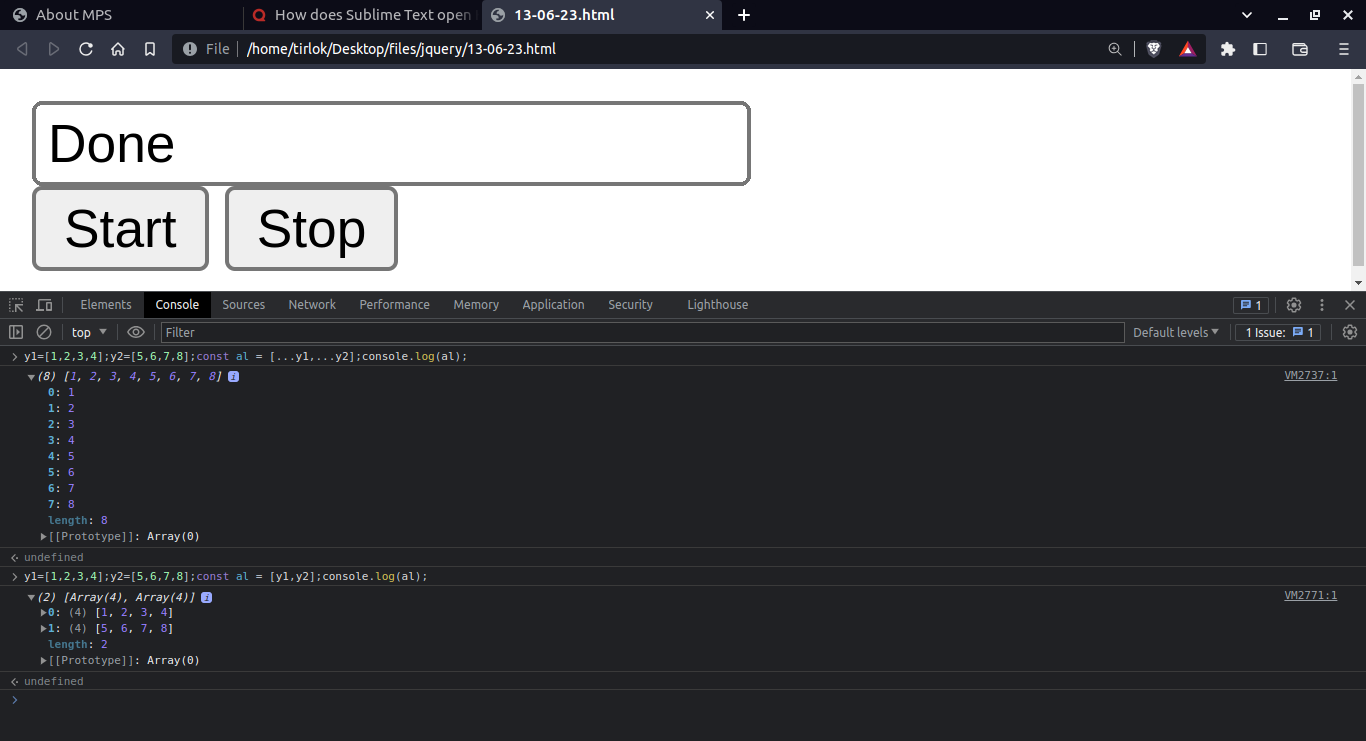 About MPS
How does Sublime Text open
13-06-23.html
File
/home/tirlok/Desktop/files/jquery/13-06-23.html
Done
Start Stop
Elements Console Sources Network Performance Memory Application Security Lighthouse 1
top Filter Default levels 1 Issue: 1
y1=[1,2,3,4];y2=[5,6,7,8];const al = [...y1,...y2];console.log(al);
(8) [1, 2, 3, 4, 5, 6, 7, 8] i VM2737:1
0: 1
1: 2
2: 3
3: 4
4: 5
5: 6
6: 7
7: 8
length: 8
[[Prototype]]: Array(0)
undefined
y1=[1,2,3,4];y2=[5,6,7,8];const al = [y1,y2];console.log(al);
(2) [Array(4), Array(4)] i VM2771:1
0: (4) [1, 2, 3, 4]
1: (4) [5, 6, 7, 8]
length: 2
[[Prototype]]: Array(0)
undefined